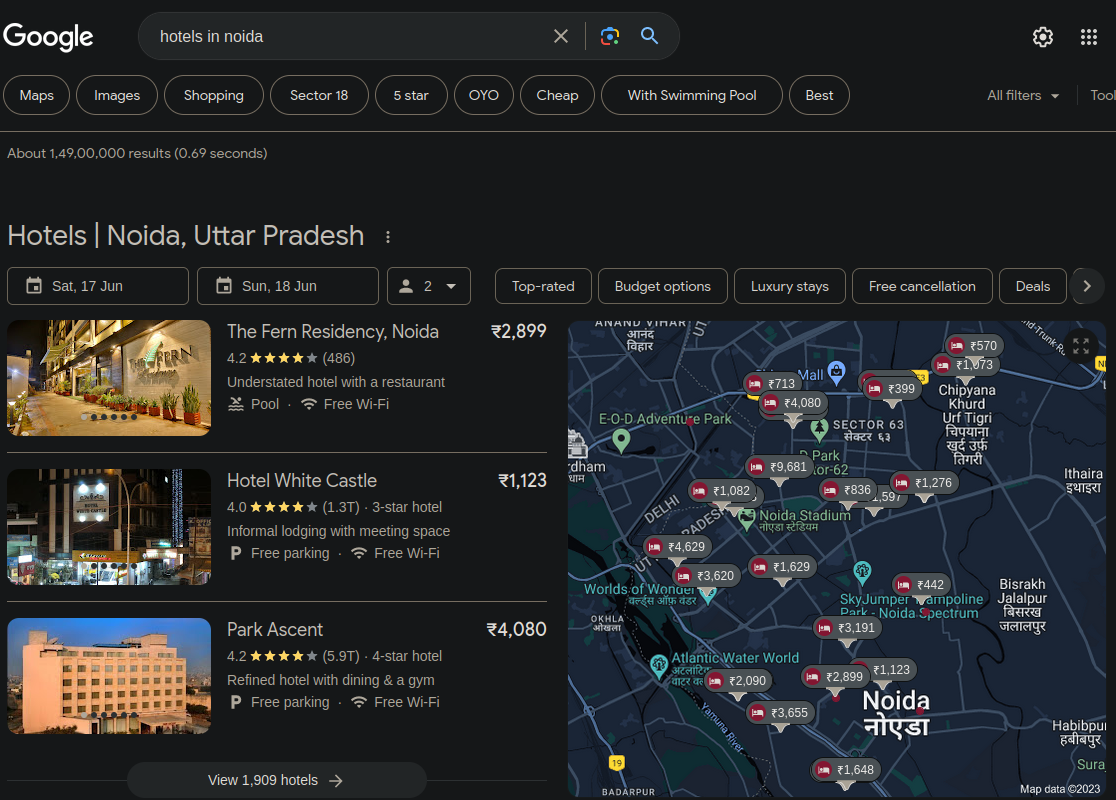 Google
hotels in noida
Maps
Images
Shopping
Sector 18
5 star
OYO
Cheap
With Swimming Pool
Best
All filters
Tool
About 1,49,00,000 results (0.69 seconds)
Hotels | Noida, Uttar Pradesh
Sat, 17 Jun
Sun, 18 Jun
2
Top-rated
Budget options
Luxury stays
Free cancellation
Deals
The Fern Residency, Noida
₹2,899
4.2 (486)
Understated hotel with a restaurant
Pool · Free Wi-Fi
THE FERN
Hotel White Castle
₹1,123
4.0 (1.3T) · 3-star hotel
Informal lodging with meeting space
P Free parking · Free Wi-Fi
HOTEL
WHITE CASTLE
Park Ascent
₹4,080
4.2 (5.9T) · 4-star hotel
Refined hotel with dining & a gym
P Free parking · Free Wi-Fi
View 1,909 hotels
ANAND VIHAR
आनंद
विहार
₹570
₹1,073
Mall
₹713
₹399
₹4,080
Chipyana
Khurd
Urf Tigri
चिपयाना
खुर्द उर्फ़
तिगरी
E-O-D Adventure Park
SECTOR 63
सेक्टर ६३
rdham
धाम
Park
tor-62
₹9,681
Ithaira
इथाइरा
₹1,082
₹836
,597
₹1,276
DELHI
Noida Stadium
नोएडा स्टेडियम
₹4,629
₹3,620
₹1,629
Worlds of Wonder
वर्ल्ड्स ऑफ़ वंडर
₹442
SkyJumper Trampoline
Park - Noida Spectrum
Bisrakh
Jalalpur
बिसरख
जलालपुर
OKHLA
ओखला
₹3,191
Atlantic Water World
अटलांटिक
वाटर
₹2,090
₹2,899
₹1,123
Noida
नोएडा
₹3,655
Yamuna River
Habibpur
हबीबपुर
19
Suraj
₹1,648
BADARPUR
Map data ©2023